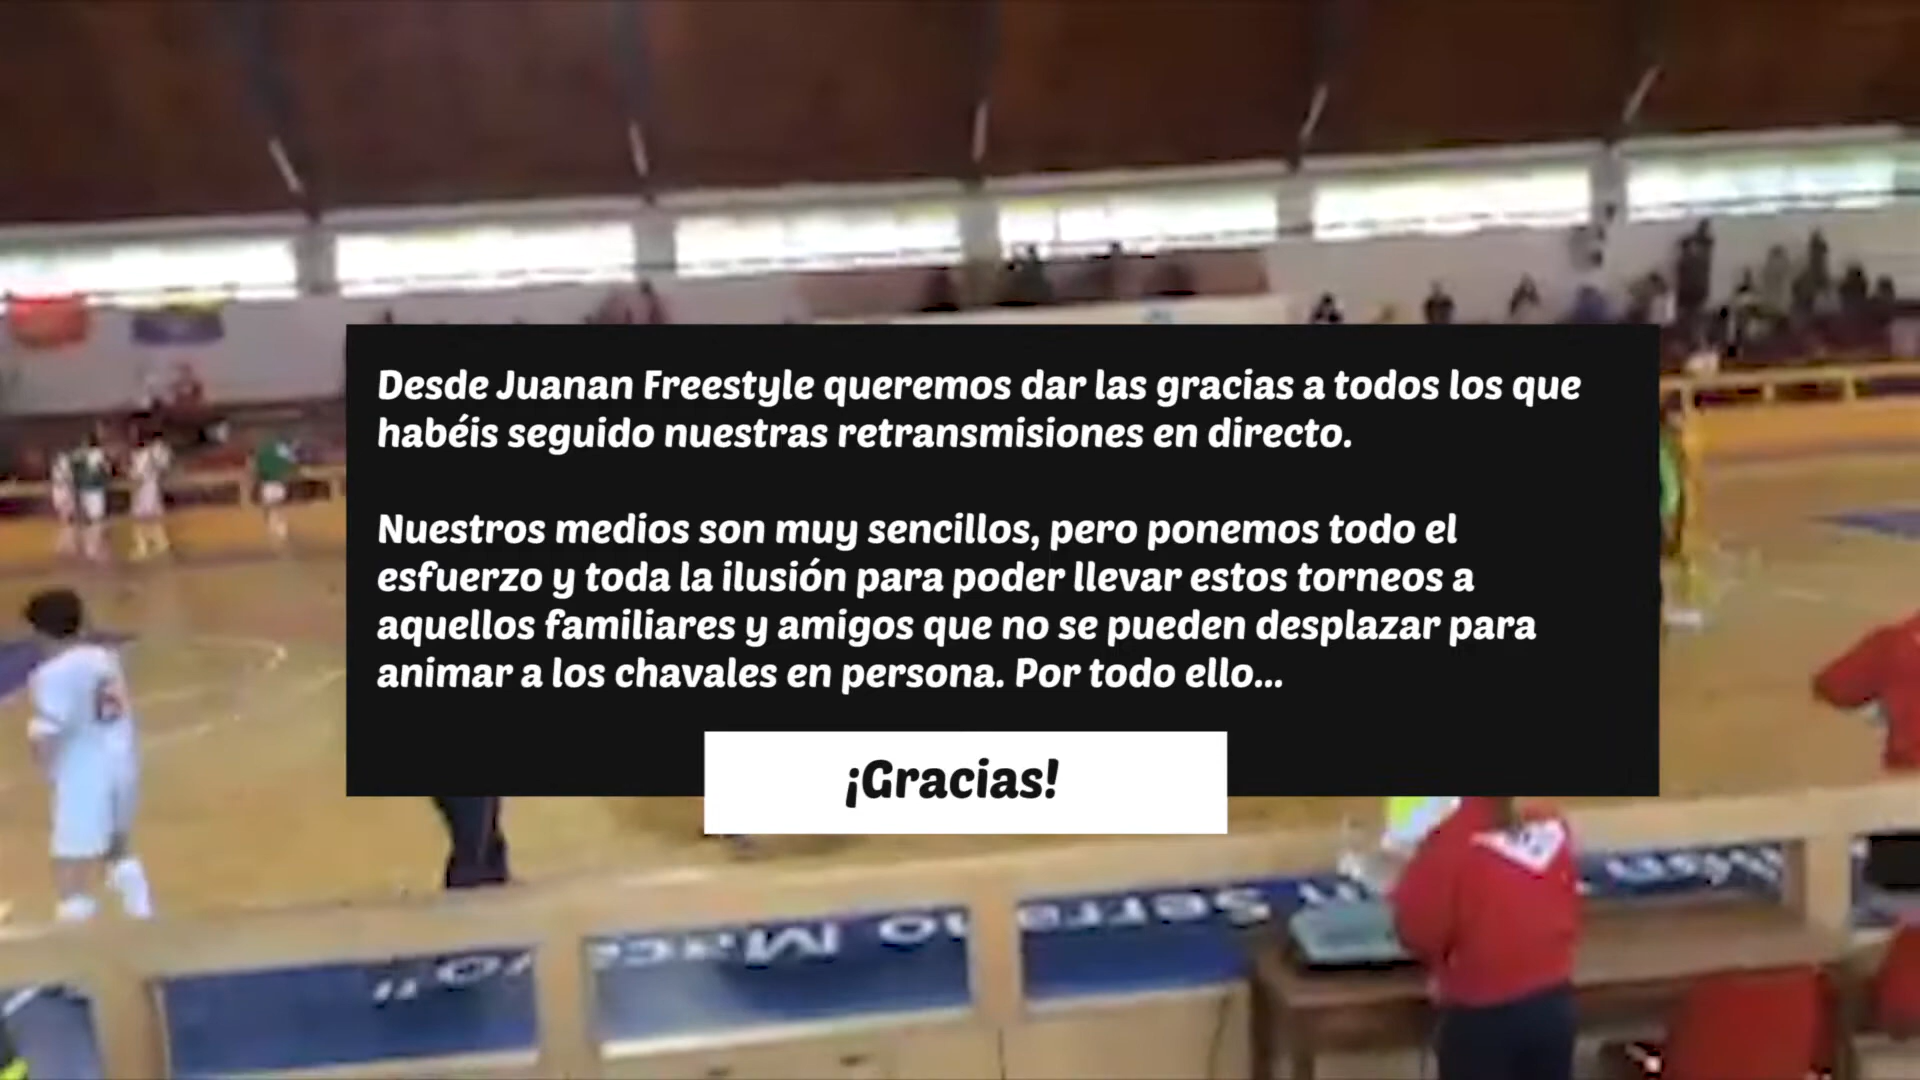 Desde Juanan Freestyle queremos dar las gracias a todos los que
habéis seguido nuestras retransmisiones en directo.
Nuestros medios son muy sencillos, pero ponemos todo el
esfuerzo y toda la ilusión para poder llevar estos torneos a
aquellos familiares y amigos que no se pueden desplazar para
animar a los chavales en persona. Por todo ello...
¡Gracias!
6